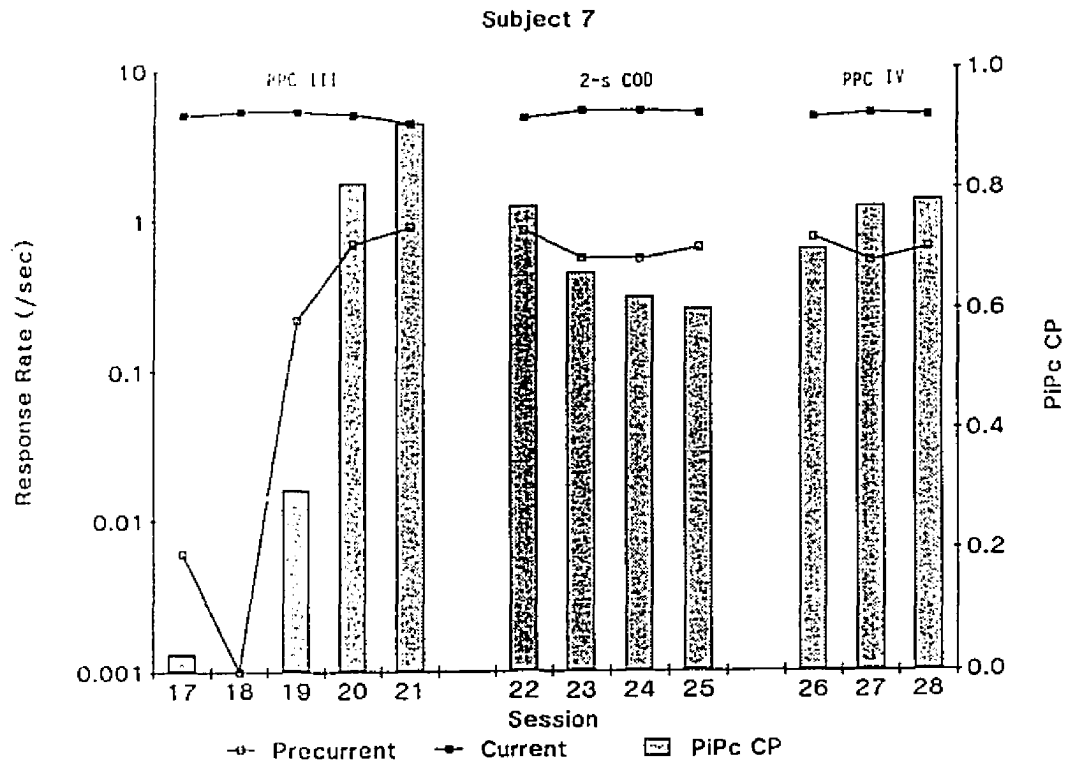 Subject 7
PPC III 2-s COD PPC IV
Response Rate (/sec)
10
1
0.1
0.01
0.001
1.0
0.8
0.6
0.4
0.2
0.0
PiPc CP
17 18 19 20 21 22 23 24 25 26 27 28
Session
Precurrent Current PiPc CP